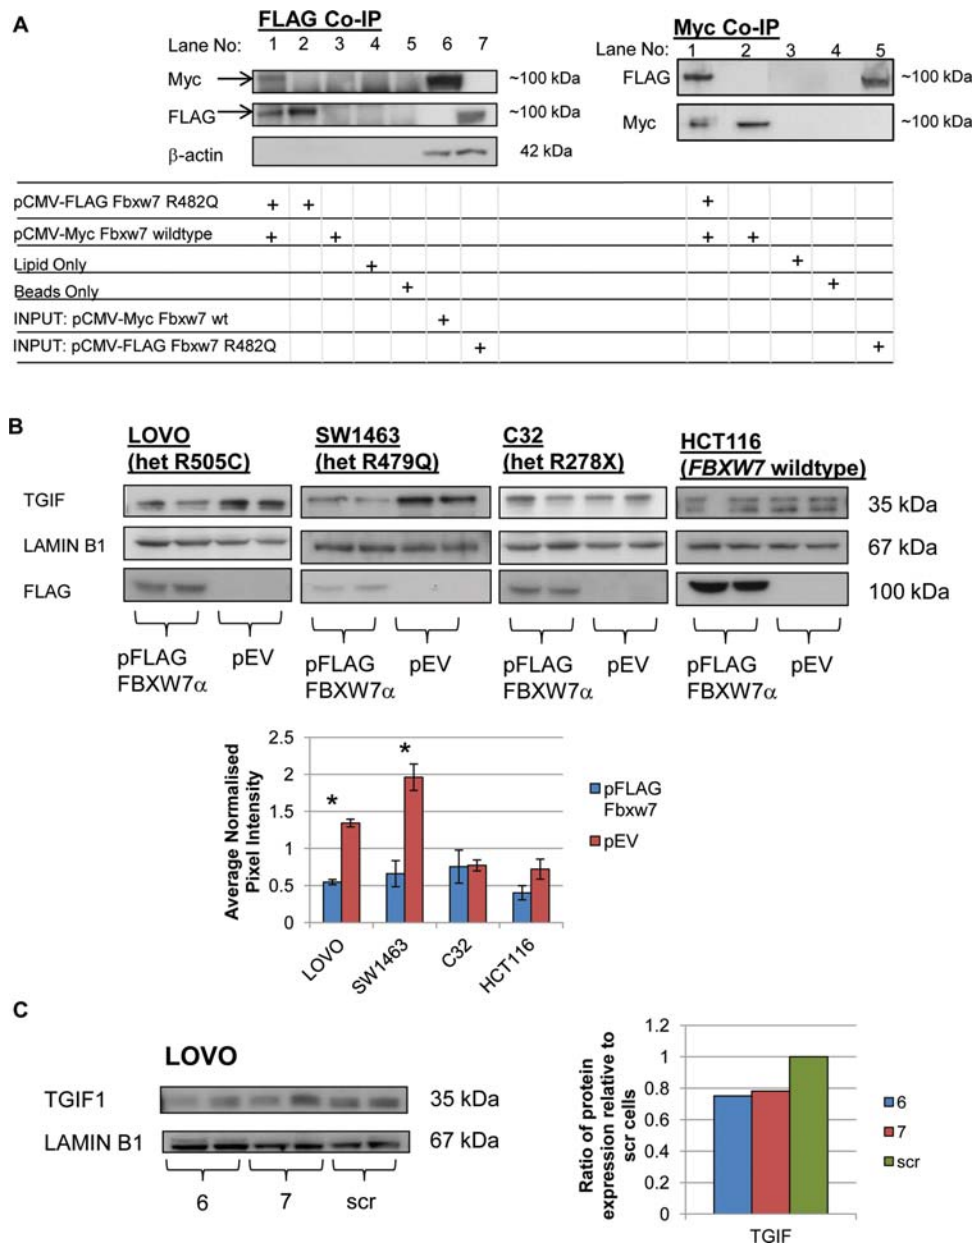 A
FLAG Co-IP
Lane No: 1 2 3 4 5 6 7
Myc ~100 kDa
FLAG ~100 kDa
β-actin 42 kDa
Myc Co-IP
Lane No: 1 2 3 4 5
FLAG ~100 kDa
Myc ~100 kDa
pCMV-FLAG Fbxw7 R482Q + + +
pCMV-Myc Fbxw7 wildtype + + + +
Lipid Only + +
Beads Only + +
INPUT: pCMV-Myc Fbxw7 wt +
INPUT: pCMV-FLAG Fbxw7 R482Q + +
B
LOVO
(het R505C)
SW1463
(het R479Q)
C32
(het R278X)
HCT116
(FBXW7 wildtype)
TGIF 35 kDa
LAMIN B1 67 kDa
FLAG 100 kDa
pFLAG FBXW7α pEV pFLAG FBXW7α pEV pFLAG FBXW7α pEV pFLAG FBXW7α pEV
Average Normalised
Pixel Intensity
2.5
2
1.5
1
0.5
0
* *
LOVO SW1463 C32 HCT116
pFLAG
Fbxw7
pEV
C
LOVO
TGIF1 35 kDa
LAMIN B1 67 kDa
6 7 scr
Ratio of protein
expression relative to
scr cells
1.2
1
0.8
0.6
0.4
0.2
0
TGIF
6
7
scr